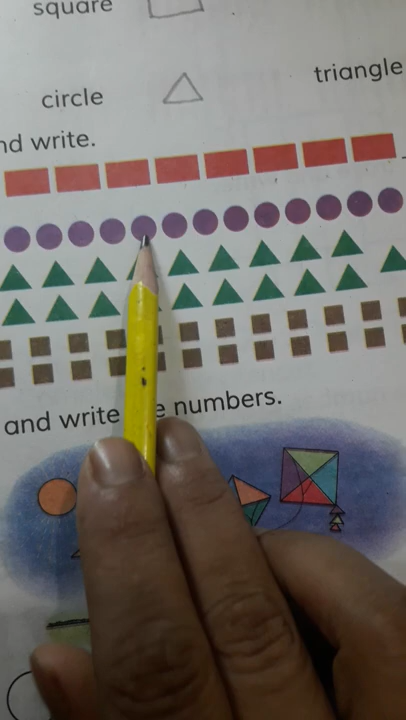 square
triangle
circle
nd write.
and write e numbers.